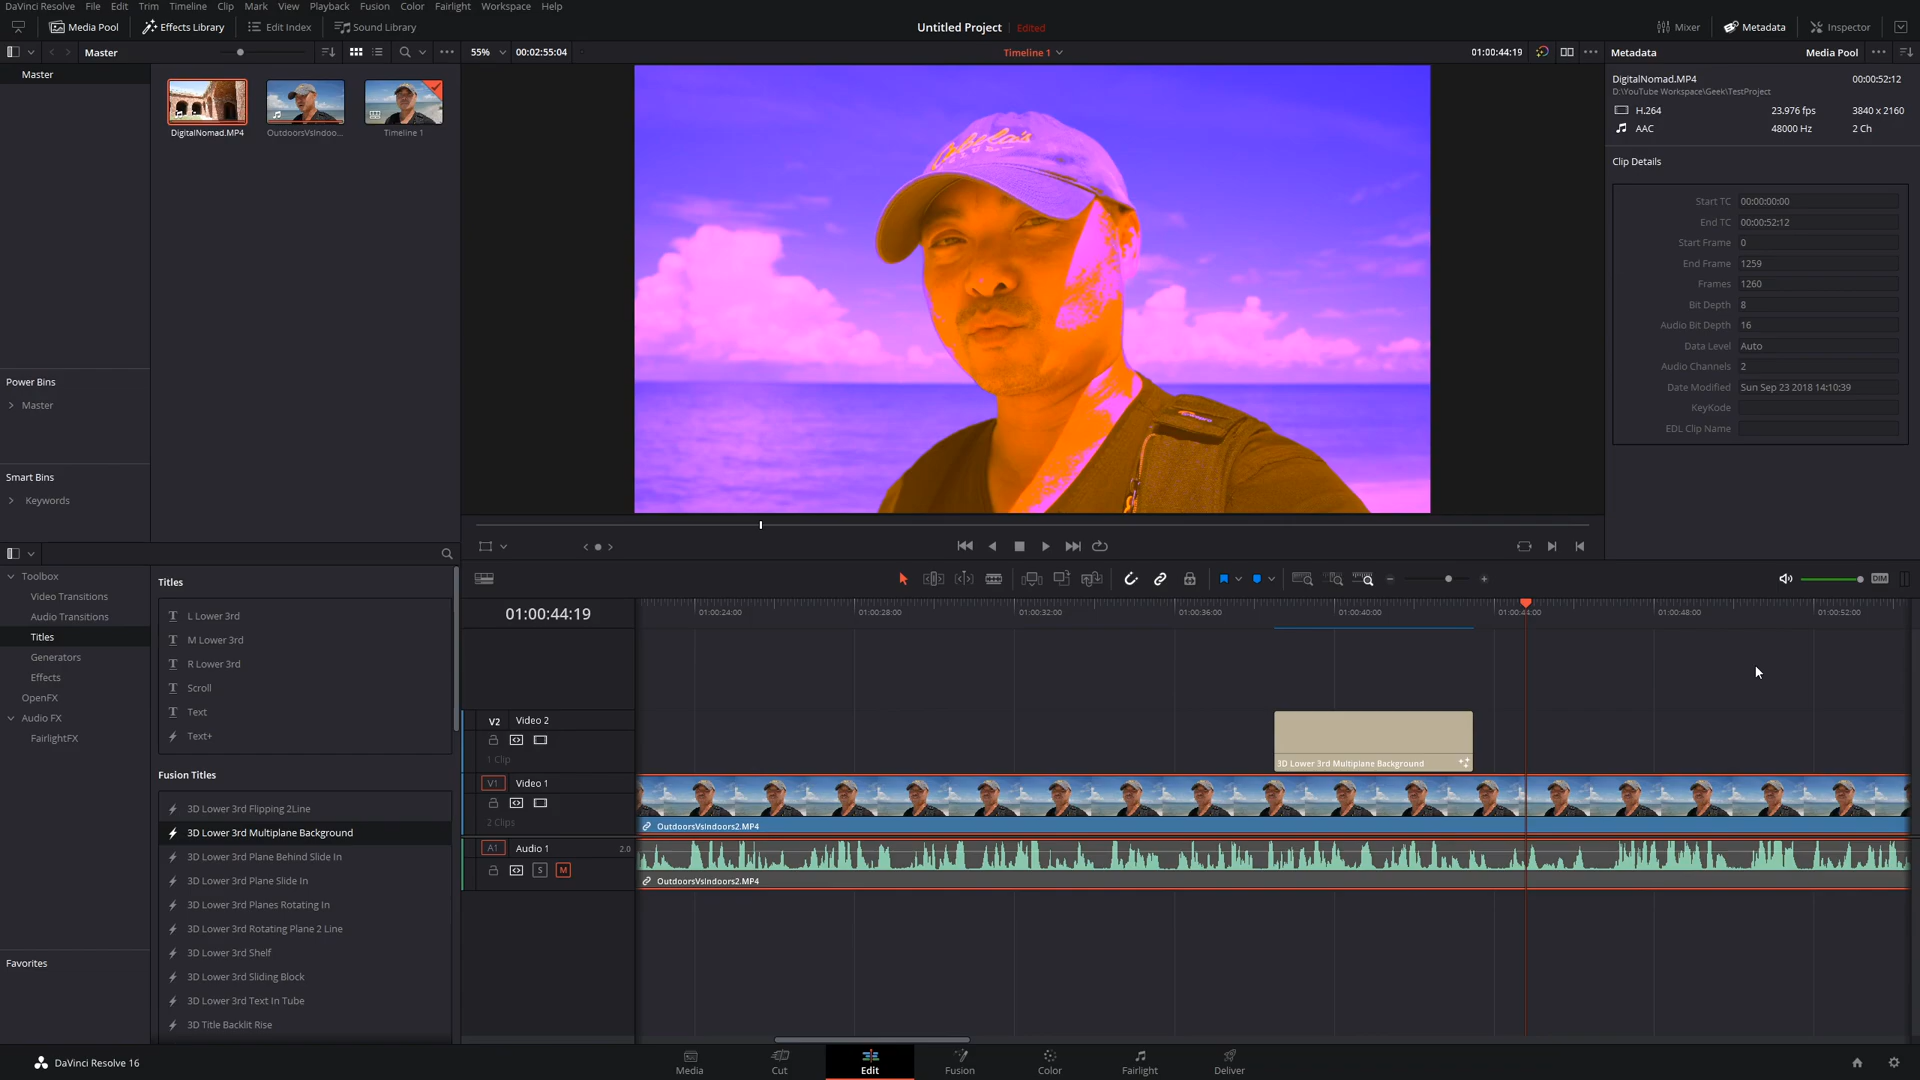 DaVinci Resolve File Edit Trim Timeline Clip Mark View Playback Fusion Color Fairlight Workspace Help
Media Pool Effects Library Edit Index Sound Library Untitled Project Edited Mixer Metadata Inspector
Master 55% 00:02:55:04 Timeline 1 01:00:44:19 Metadata Media Pool
Master
DigitalNomad.MP4 OutdoorsVsIndoo... Timeline 1
DigitalNomad.MP4 00:00:52:12
D:\YouTube Workspace\Geek\TestProject
H.264 23.976 fps 3840 x 2160
AAC 48000 Hz 2 Ch
Clip Details
Start TC 00:00:00:00
End TC 00:00:52:12
Start Frame 0
End Frame 1259
Frames 1260
Bit Depth 8
Audio Bit Depth 16
Data Level Auto
Audio Channels 2
Date Modified Sun Sep 23 2018 14:10:39
KeyKode
EDL Clip Name
Cabela's
Power Bins
Master
Smart Bins
Keywords
Toolbox
Video Transitions
Audio Transitions
Titles
Generators
Effects
OpenFX
Audio FX
FairlightFX
Favorites
Titles
L Lower 3rd
M Lower 3rd
R Lower 3rd
Scroll
Text
Text+
Fusion Titles
3D Lower 3rd Flipping 2Line
3D Lower 3rd Multiplane Background
3D Lower 3rd Plane Behind Slide In
3D Lower 3rd Plane Slide In
3D Lower 3rd Planes Rotating In
3D Lower 3rd Rotating Plane 2 Line
3D Lower 3rd Shelf
3D Lower 3rd Sliding Block
3D Lower 3rd Text In Tube
3D Title Backlit Rise
DIM
01:00:44:19 01:00:24:00 01:00:28:00 01:00:32:00 01:00:36:00 01:00:40:00 01:00:44:00 01:00:48:00 01:00:52:00
V2 Video 2
1 Clip
3D Lower 3rd Multiplane Background
V1 Video 1
2 Clips
OutdoorsVsIndoors2.MP4
A1 Audio 1 2.0
S M
OutdoorsVsIndoors2.MP4
DaVinci Resolve 16 Media Cut Edit Fusion Color Fairlight Deliver